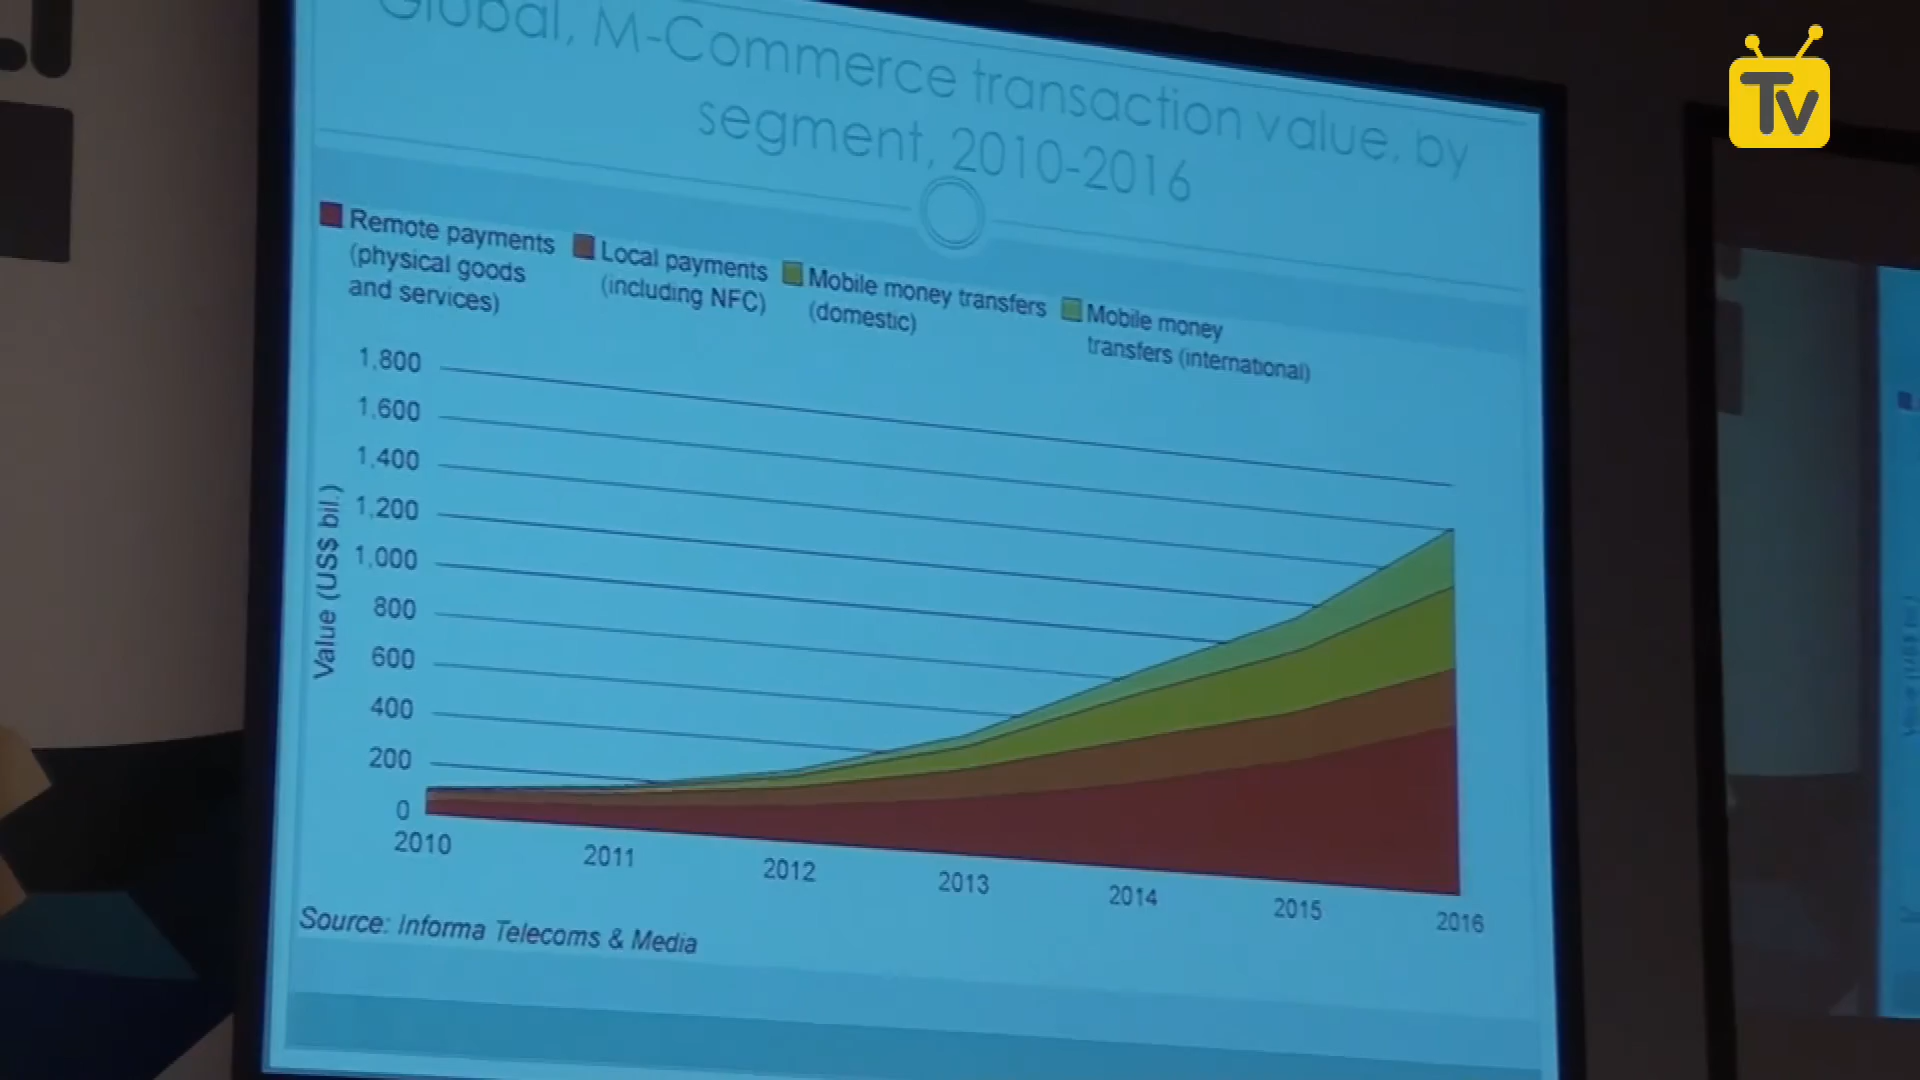 Global, M-Commerce transaction value, by
segment, 2010-2016
Remote payments
(physical goods
and services)
Local payments
(including NFC)
Mobile money transfers
(domestic)
Mobile money
transfers (international)
Value (US$ bil.)
1,800
1,600
1,400
1,200
1,000
800
600
400
200
0
2010
2011
2012
2013
2014
2015
2016
Source: Informa Telecoms & Media
TV